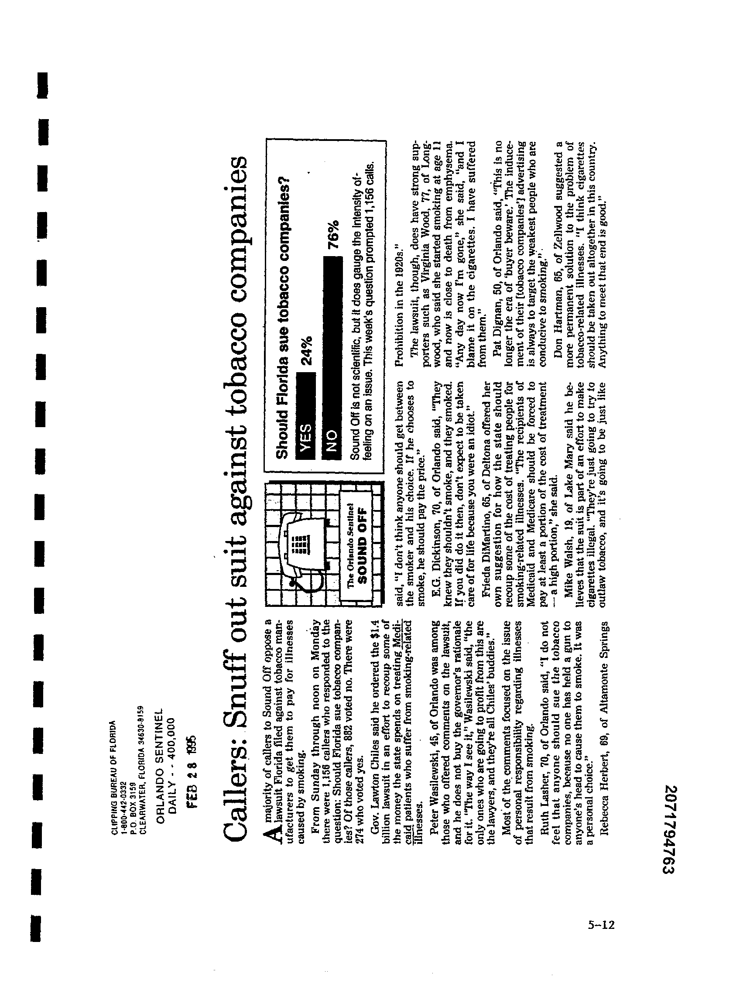 CLIPPING BUREAU OF FLORIDA
1-800-442-0332
P.O. BOX 3159
CLEARWATER, FLORIDA 34630-8159
ORLANDO SENTINEL
DAILY - - 400,000
FEB 28 1995
Callers: Snuff out suit against tobacco companies
A majority of callers to Sound Off oppose a
lawsuit Florida filed against tobacco man-
ufacturers to get them to pay for illnesses
caused by smoking.
From Sunday through noon on Monday
there were 1,156 callers who responded to the
question: Should Florida sue tobacco compan-
ies? Of those callers, 882 voted no. There were
274 who voted yes.
Gov. Lawton Chiles said he ordered the $1.4
billion lawsuit in an effort to recoup some of
the money the state spends on treating Medi-
caid patients who suffer from smoking-related
illnesses.
Peter Wasilewski, 45, of Orlando was among
those who offered comments on the lawsuit,
and he does not buy the governor's rationale
for it. "The way I see it," Wasilewski said, "the
only ones who are going to profit from this are
the lawyers, and they're all Chiles' buddies."
Most of the comments focused on the issue
of personal responsibility regarding illnesses
that result from smoking.
Ruth Lasher, 70, of Orlando said, "I do not
feel that anyone should sue the tobacco
companies, because no one has held a gun to
anyone's head to cause them to smoke. It was
a personal choice."
Rebecca Herbert, 69, of Altamonte Springs
The Orlando Sentinel
SOUND OFF
Should Florida sue tobacco companies?
YES 24%
NO 76%
Sound Off is not scientific, but it does gauge the intensity of-
feeling on an issue. This week's question prompted 1,156 calls.
said, "I don't think anyone should get between
the smoker and his choice. If he chooses to
smoke, he should pay the price."
E.G. Dickinson, 70, of Orlando said, "They
knew they shouldn't smoke, and they smoked.
If you did do it then, don't expect to be taken
care of for life because you were an idiot."
Frieda DiMartino, 65, of Deltona offered her
own suggestion for how the state should
recoup some of the cost of treating people for
smoking-related illnesses. "The recipients of
Medicaid and Medicare should be forced to
pay at least a portion of the cost of treatment
— a high portion," she said.
Mike Walsh, 19, of Lake Mary said he be-
lieves that the suit is part of an effort to make
cigarettes illegal. "They're just going to try to
outlaw tobacco, and it's going to be just like
Prohibition in the 1920s."
The lawsuit, though, does have strong sup-
porters such as Virginia Wood, 77, of Long-
wood, who said she started smoking at age 11
and now is close to death from emphysema.
"Any day now I'm gone," she said, "and I
blame it on the cigarettes. I have suffered
from them."
Pat Dignan, 50, of Orlando said, "This is no
longer the era of 'buyer beware.' The induce-
ment of their [tobacco companies'] advertising
is always to target the weakest people who are
conducive to smoking."
Don Hartman, 65, of Zellwood suggested a
more permanent solution to the problem of
tobacco-related illnesses. "I think cigarettes
should be taken out altogether in this country.
Anything to meet that end is good."
2071794763
5-12